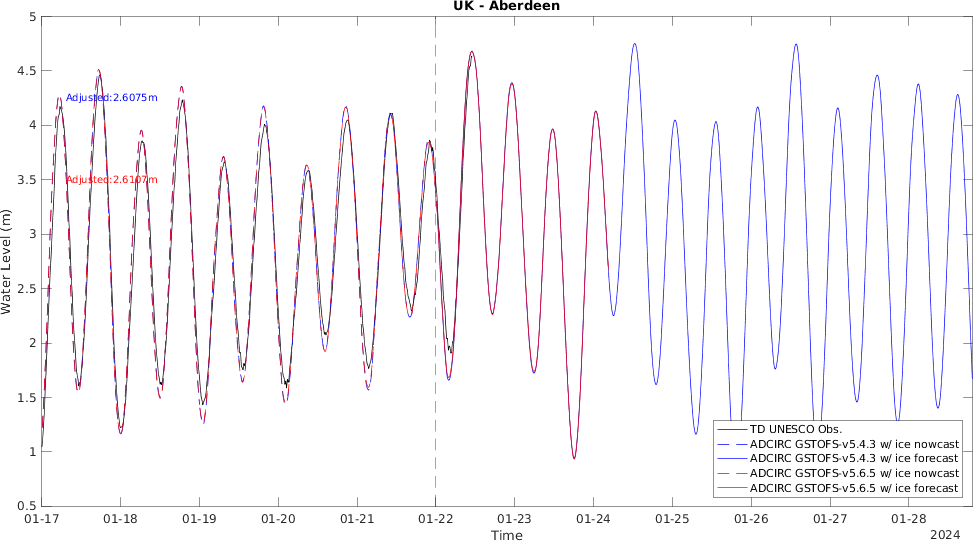 UK - Aberdeen
5
4.5
4
3.5
3
2.5
2
1.5
1
0.5
Water Level (m)
Adjusted:2.6075m
Adjusted:2.6107m
TD UNESCO Obs.
ADCIRC GSTOFS-v5.4.3 w/ ice nowcast
ADCIRC GSTOFS-v5.4.3 w/ ice forecast
ADCIRC GSTOFS-v5.6.5 w/ ice nowcast
ADCIRC GSTOFS-v5.6.5 w/ ice forecast
01-17 01-18 01-19 01-20 01-21 01-22 01-23 01-24 01-25 01-26 01-27 01-28
Time
2024